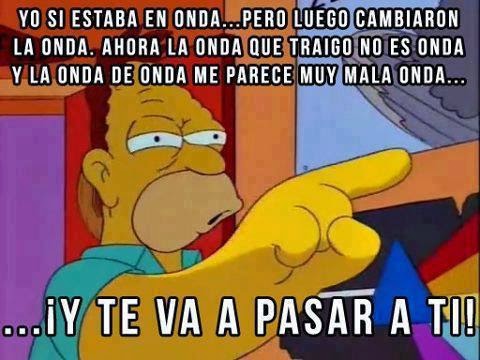 YO SI ESTABA EN ONDA...PERO LUEGO CAMBIARON
LA ONDA. AHORA LA ONDA QUE TRAIGO NO ES ONDA
Y LA ONDA DE ONDA ME PARECE MUY MALA ONDA...
...¡Y TE VA A PASAR A TI!